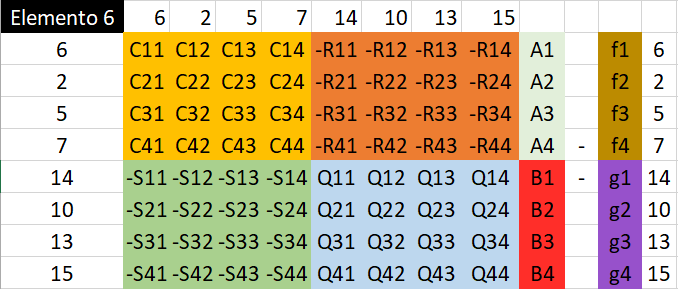 Elemento 6 6 2 5 7 14 10 13 15
6 C11 C12 C13 C14 -R11 -R12 -R13 -R14 A1 f1 6
2 C21 C22 C23 C24 -R21 -R22 -R23 -R24 A2 f2 2
5 C31 C32 C33 C34 -R31 -R32 -R33 -R34 A3 f3 5
7 C41 C42 C43 C44 -R41 -R42 -R43 -R44 A4 - f4 7
14 -S11 -S12 -S13 -S14 Q11 Q12 Q13 Q14 B1 - g1 14
10 -S21 -S22 -S23 -S24 Q21 Q22 Q23 Q24 B2 g2 10
13 -S31 -S32 -S33 -S34 Q31 Q32 Q33 Q34 B3 g3 13
15 -S41 -S42 -S43 -S44 Q41 Q42 Q43 Q44 B4 g4 15